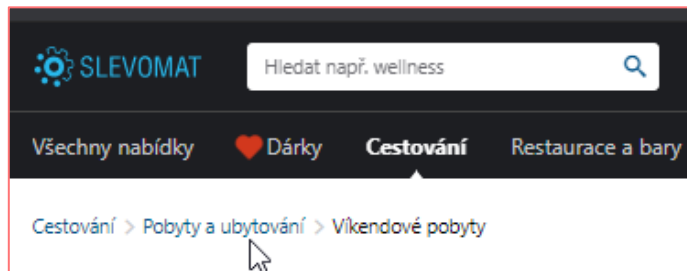 SLEVOMAT
Hledat např. wellness
Všechny nabídky Dárky Cestování Restaurace a bary
Cestování > Pobyty a ubytování > Víkendové pobyty